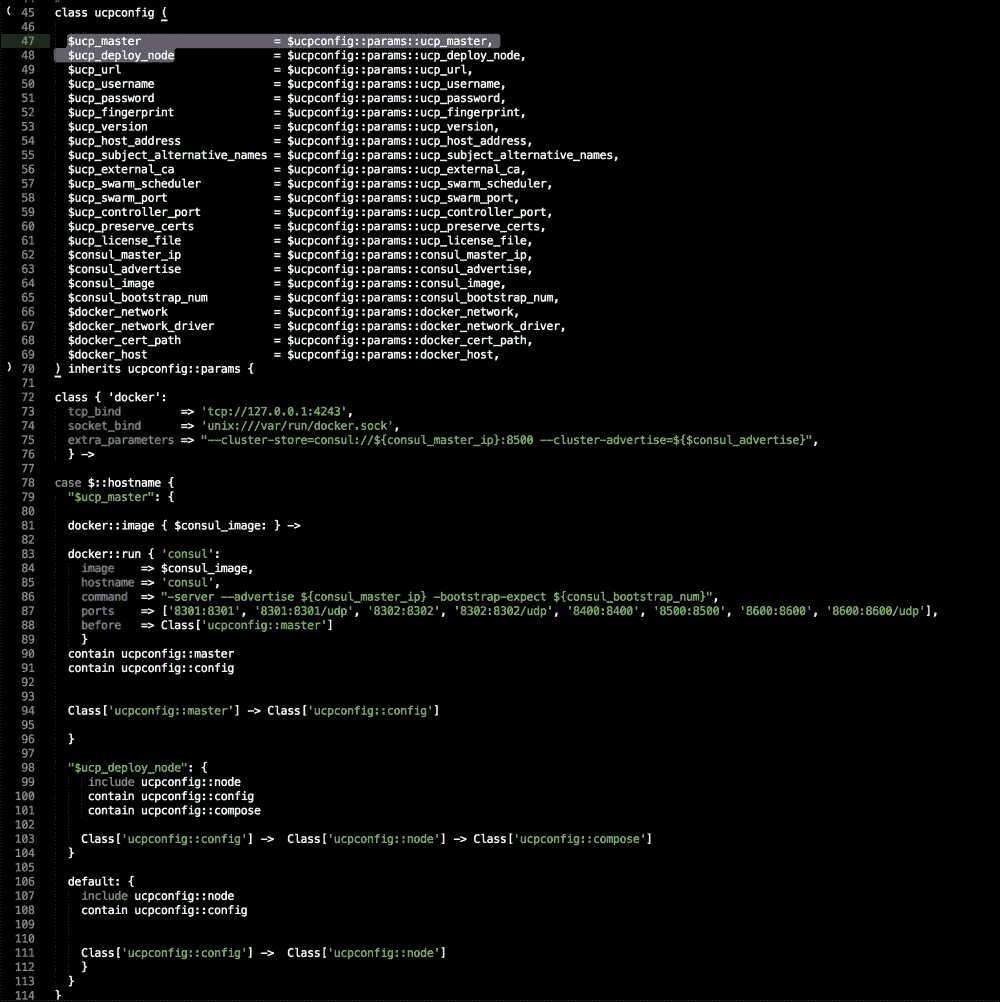 45 class ucpconfig (
46
47 $ucp_master = $ucpconfig::params::ucp_master,
48 $ucp_deploy_node = $ucpconfig::params::ucp_deploy_node,
49 $ucp_url = $ucpconfig::params::ucp_url,
50 $ucp_username = $ucpconfig::params::ucp_username,
51 $ucp_password = $ucpconfig::params::ucp_password,
52 $ucp_fingerprint = $ucpconfig::params::ucp_fingerprint,
53 $ucp_version = $ucpconfig::params::ucp_version,
54 $ucp_host_address = $ucpconfig::params::ucp_host_address,
55 $ucp_subject_alternative_names = $ucpconfig::params::ucp_subject_alternative_names,
56 $ucp_external_ca = $ucpconfig::params::ucp_external_ca,
57 $ucp_swarm_scheduler = $ucpconfig::params::ucp_swarm_scheduler,
58 $ucp_swarm_port = $ucpconfig::params::ucp_swarm_port,
59 $ucp_controller_port = $ucpconfig::params::ucp_controller_port,
60 $ucp_preserve_certs = $ucpconfig::params::ucp_preserve_certs,
61 $ucp_license_file = $ucpconfig::params::ucp_license_file,
62 $consul_master_ip = $ucpconfig::params::consul_master_ip,
63 $consul_advertise = $ucpconfig::params::consul_advertise,
64 $consul_image = $ucpconfig::params::consul_image,
65 $consul_bootstrap_num = $ucpconfig::params::consul_bootstrap_num,
66 $docker_network = $ucpconfig::params::docker_network,
67 $docker_network_driver = $ucpconfig::params::docker_network_driver,
68 $docker_cert_path = $ucpconfig::params::docker_cert_path,
69 $docker_host = $ucpconfig::params::docker_host,
70 ) inherits ucpconfig::params {
71
72 class { 'docker':
73 tcp_bind => 'tcp://127.0.0.1:4243',
74 socket_bind => 'unix:///var/run/docker.sock',
75 extra_parameters => "--cluster-store=consul://${consul_master_ip}:8500 --cluster-advertise=${$consul_advertise}",
76 } ->
77
78 case $::hostname {
79 "$ucp_master": {
80
81 docker::image { $consul_image: } ->
82
83 docker::run { 'consul':
84 image => $consul_image,
85 hostname => 'consul',
86 command => "-server --advertise ${consul_master_ip} -bootstrap-expect ${consul_bootstrap_num}",
87 ports => ['8301:8301', '8301:8301/udp', '8302:8302', '8302:8302/udp', '8400:8400', '8500:8500', '8600:8600', '8600:8600/udp'],
88 before => Class['ucpconfig::master']
89 }
90 contain ucpconfig::master
91 contain ucpconfig::config
92
93
94 Class['ucpconfig::master'] -> Class['ucpconfig::config']
95
96 }
97
98 "$ucp_deploy_node": {
99 include ucpconfig::node
100 contain ucpconfig::config
101 contain ucpconfig::compose
102
103 Class['ucpconfig::config'] -> Class['ucpconfig::node'] -> Class['ucpconfig::compose']
104 }
105
106 default: {
107 include ucpconfig::node
108 contain ucpconfig::config
109
110
111 Class['ucpconfig::config'] -> Class['ucpconfig::node']
112 }
113 }
114 }